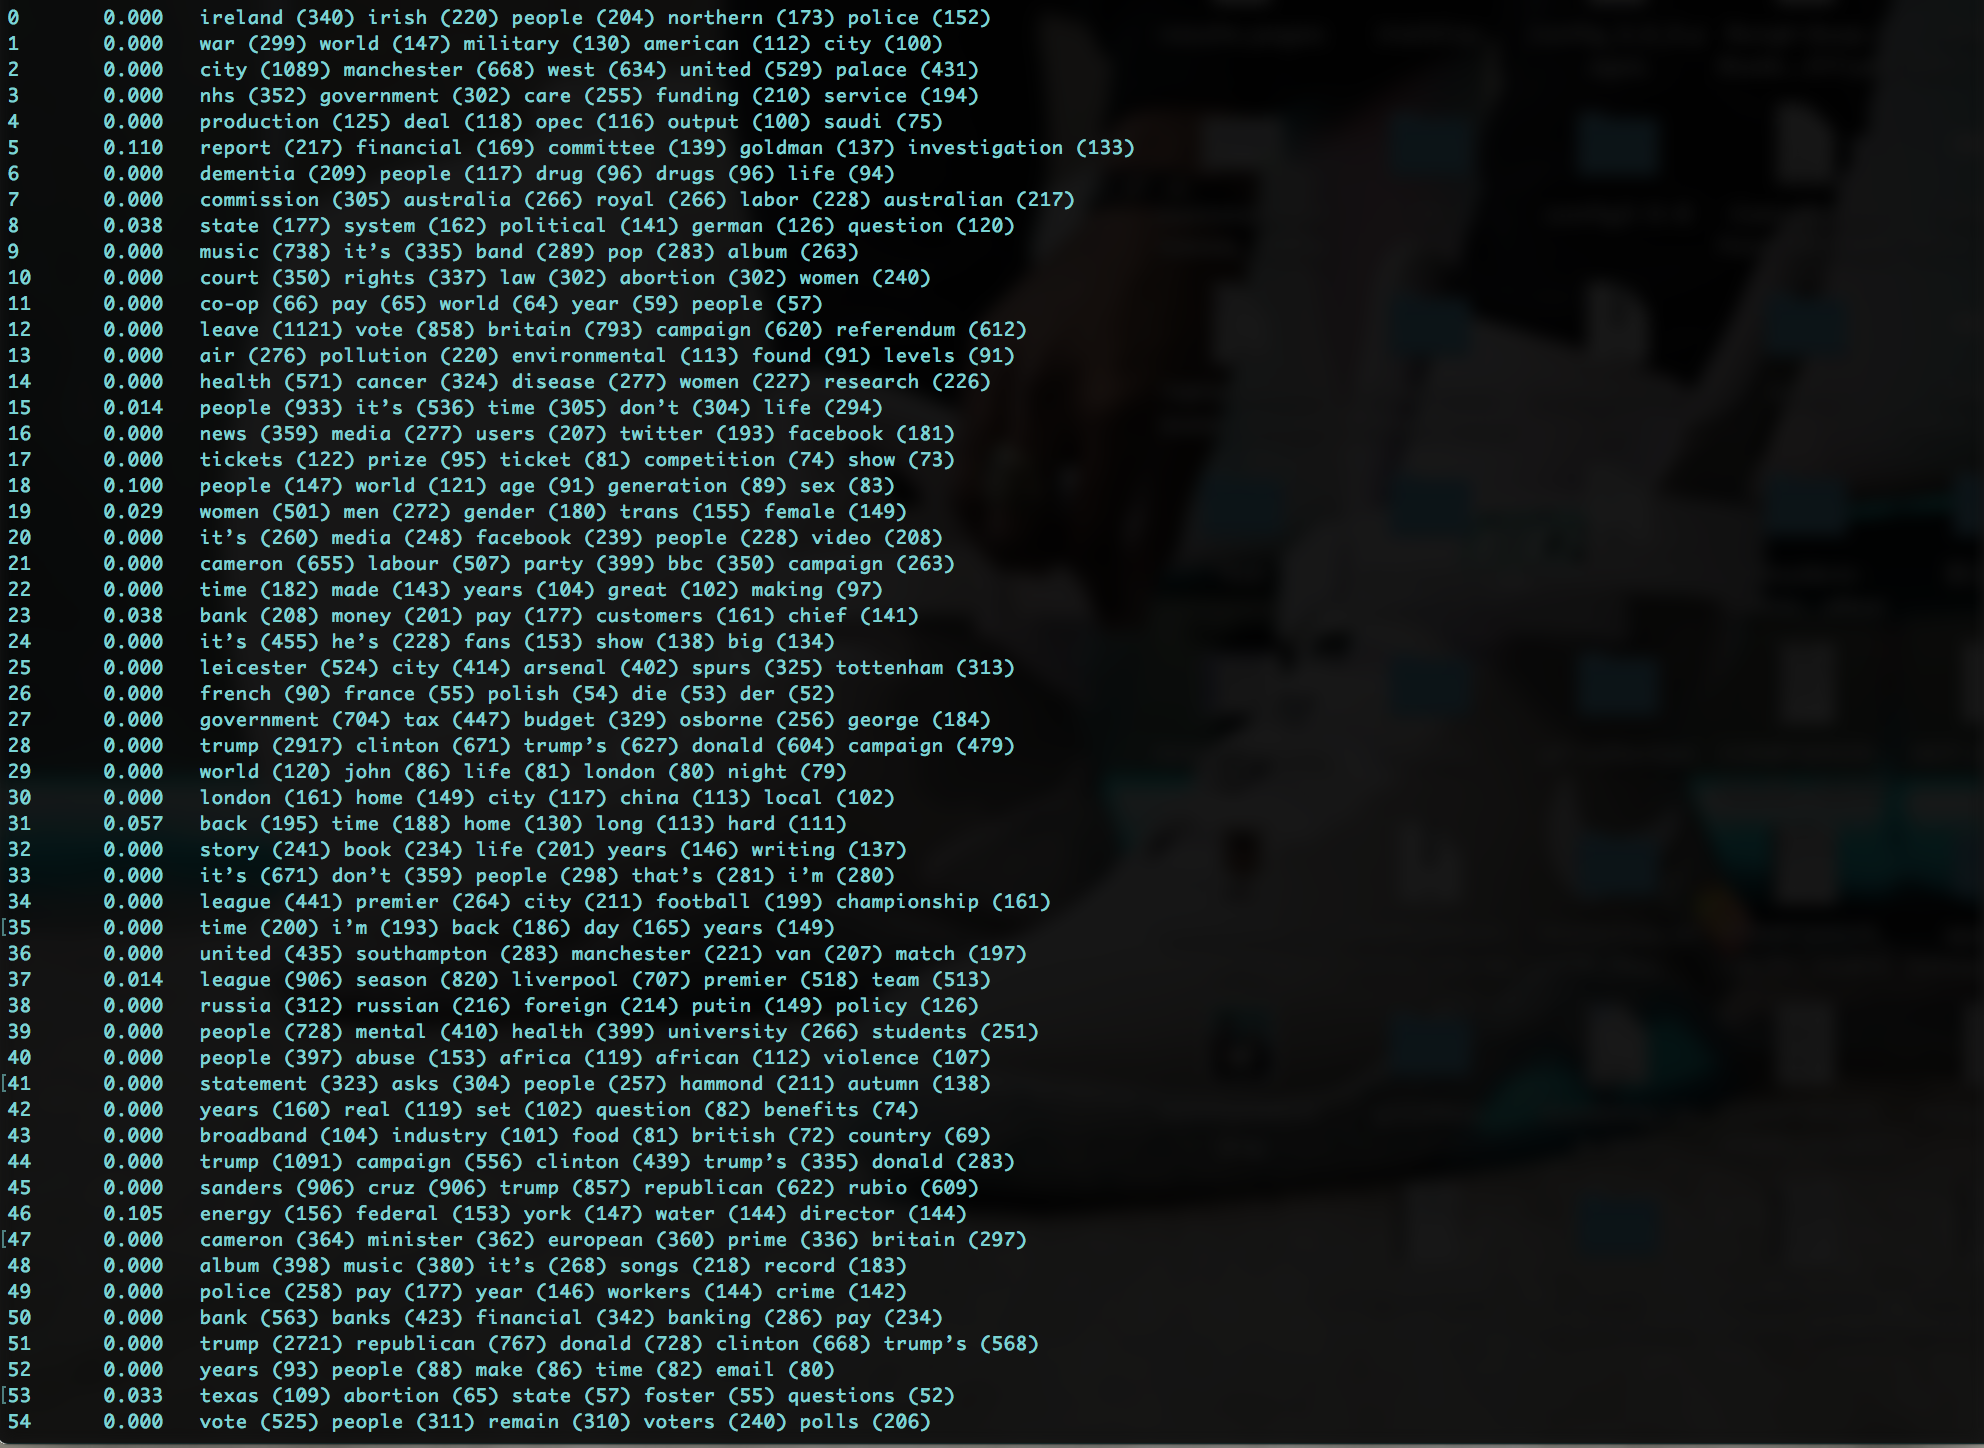 0 0.000 ireland (340) irish (220) people (204) northern (173) police (152)
1 0.000 war (299) world (147) military (130) american (112) city (100)
2 0.000 city (1089) manchester (668) west (634) united (529) palace (431)
3 0.000 nhs (352) government (302) care (255) funding (210) service (194)
4 0.000 production (125) deal (118) opec (116) output (100) saudi (75)
5 0.110 report (217) financial (169) committee (139) goldman (137) investigation (133)
6 0.000 dementia (209) people (117) drug (96) drugs (96) life (94)
7 0.000 commission (305) australia (266) royal (266) labor (228) australian (217)
8 0.038 state (177) system (162) political (141) german (126) question (120)
9 0.000 music (738) it’s (335) band (289) pop (283) album (263)
10 0.000 court (350) rights (337) law (302) abortion (302) women (240)
11 0.000 co-op (66) pay (65) world (64) year (59) people (57)
12 0.000 leave (1121) vote (858) britain (793) campaign (620) referendum (612)
13 0.000 air (276) pollution (220) environmental (113) found (91) levels (91)
14 0.000 health (571) cancer (324) disease (277) women (227) research (226)
15 0.014 people (933) it’s (536) time (305) don’t (304) life (294)
16 0.000 news (359) media (277) users (207) twitter (193) facebook (181)
17 0.000 tickets (122) prize (95) ticket (81) competition (74) show (73)
18 0.100 people (147) world (121) age (91) generation (89) sex (83)
19 0.029 women (501) men (272) gender (180) trans (155) female (149)
20 0.000 it’s (260) media (248) facebook (239) people (228) video (208)
21 0.000 cameron (655) labour (507) party (399) bbc (350) campaign (263)
22 0.000 time (182) made (143) years (104) great (102) making (97)
23 0.038 bank (208) money (201) pay (177) customers (161) chief (141)
24 0.000 it’s (455) he’s (228) fans (153) show (138) big (134)
25 0.000 leicester (524) city (414) arsenal (402) spurs (325) tottenham (313)
26 0.000 french (90) france (55) polish (54) die (53) der (52)
27 0.000 government (704) tax (447) budget (329) osborne (256) george (184)
28 0.000 trump (2917) clinton (671) trump’s (627) donald (604) campaign (479)
29 0.000 world (120) john (86) life (81) london (80) night (79)
30 0.000 london (161) home (149) city (117) china (113) local (102)
31 0.057 back (195) time (188) home (130) long (113) hard (111)
32 0.000 story (241) book (234) life (201) years (146) writing (137)
33 0.000 it’s (671) don’t (359) people (298) that’s (281) i’m (280)
34 0.000 league (441) premier (264) city (211) football (199) championship (161)
[35 0.000 time (200) i’m (193) back (186) day (165) years (149)
36 0.000 united (435) southampton (283) manchester (221) van (207) match (197)
37 0.014 league (906) season (820) liverpool (707) premier (518) team (513)
38 0.000 russia (312) russian (216) foreign (214) putin (149) policy (126)
39 0.000 people (728) mental (410) health (399) university (266) students (251)
40 0.000 people (397) abuse (153) africa (119) african (112) violence (107)
[41 0.000 statement (323) asks (304) people (257) hammond (211) autumn (138)
42 0.000 years (160) real (119) set (102) question (82) benefits (74)
43 0.000 broadband (104) industry (101) food (81) british (72) country (69)
44 0.000 trump (1091) campaign (556) clinton (439) trump’s (335) donald (283)
45 0.000 sanders (906) cruz (906) trump (857) republican (622) rubio (609)
46 0.105 energy (156) federal (153) york (147) water (144) director (144)
[47 0.000 cameron (364) minister (362) european (360) prime (336) britain (297)
48 0.000 album (398) music (380) it’s (268) songs (218) record (183)
49 0.000 police (258) pay (177) year (146) workers (144) crime (142)
50 0.000 bank (563) banks (423) financial (342) banking (286) pay (234)
51 0.000 trump (2721) republican (767) donald (728) clinton (668) trump’s (568)
52 0.000 years (93) people (88) make (86) time (82) email (80)
[53 0.033 texas (109) abortion (65) state (57) foster (55) questions (52)
54 0.000 vote (525) people (311) remain (310) voters (240) polls (206)